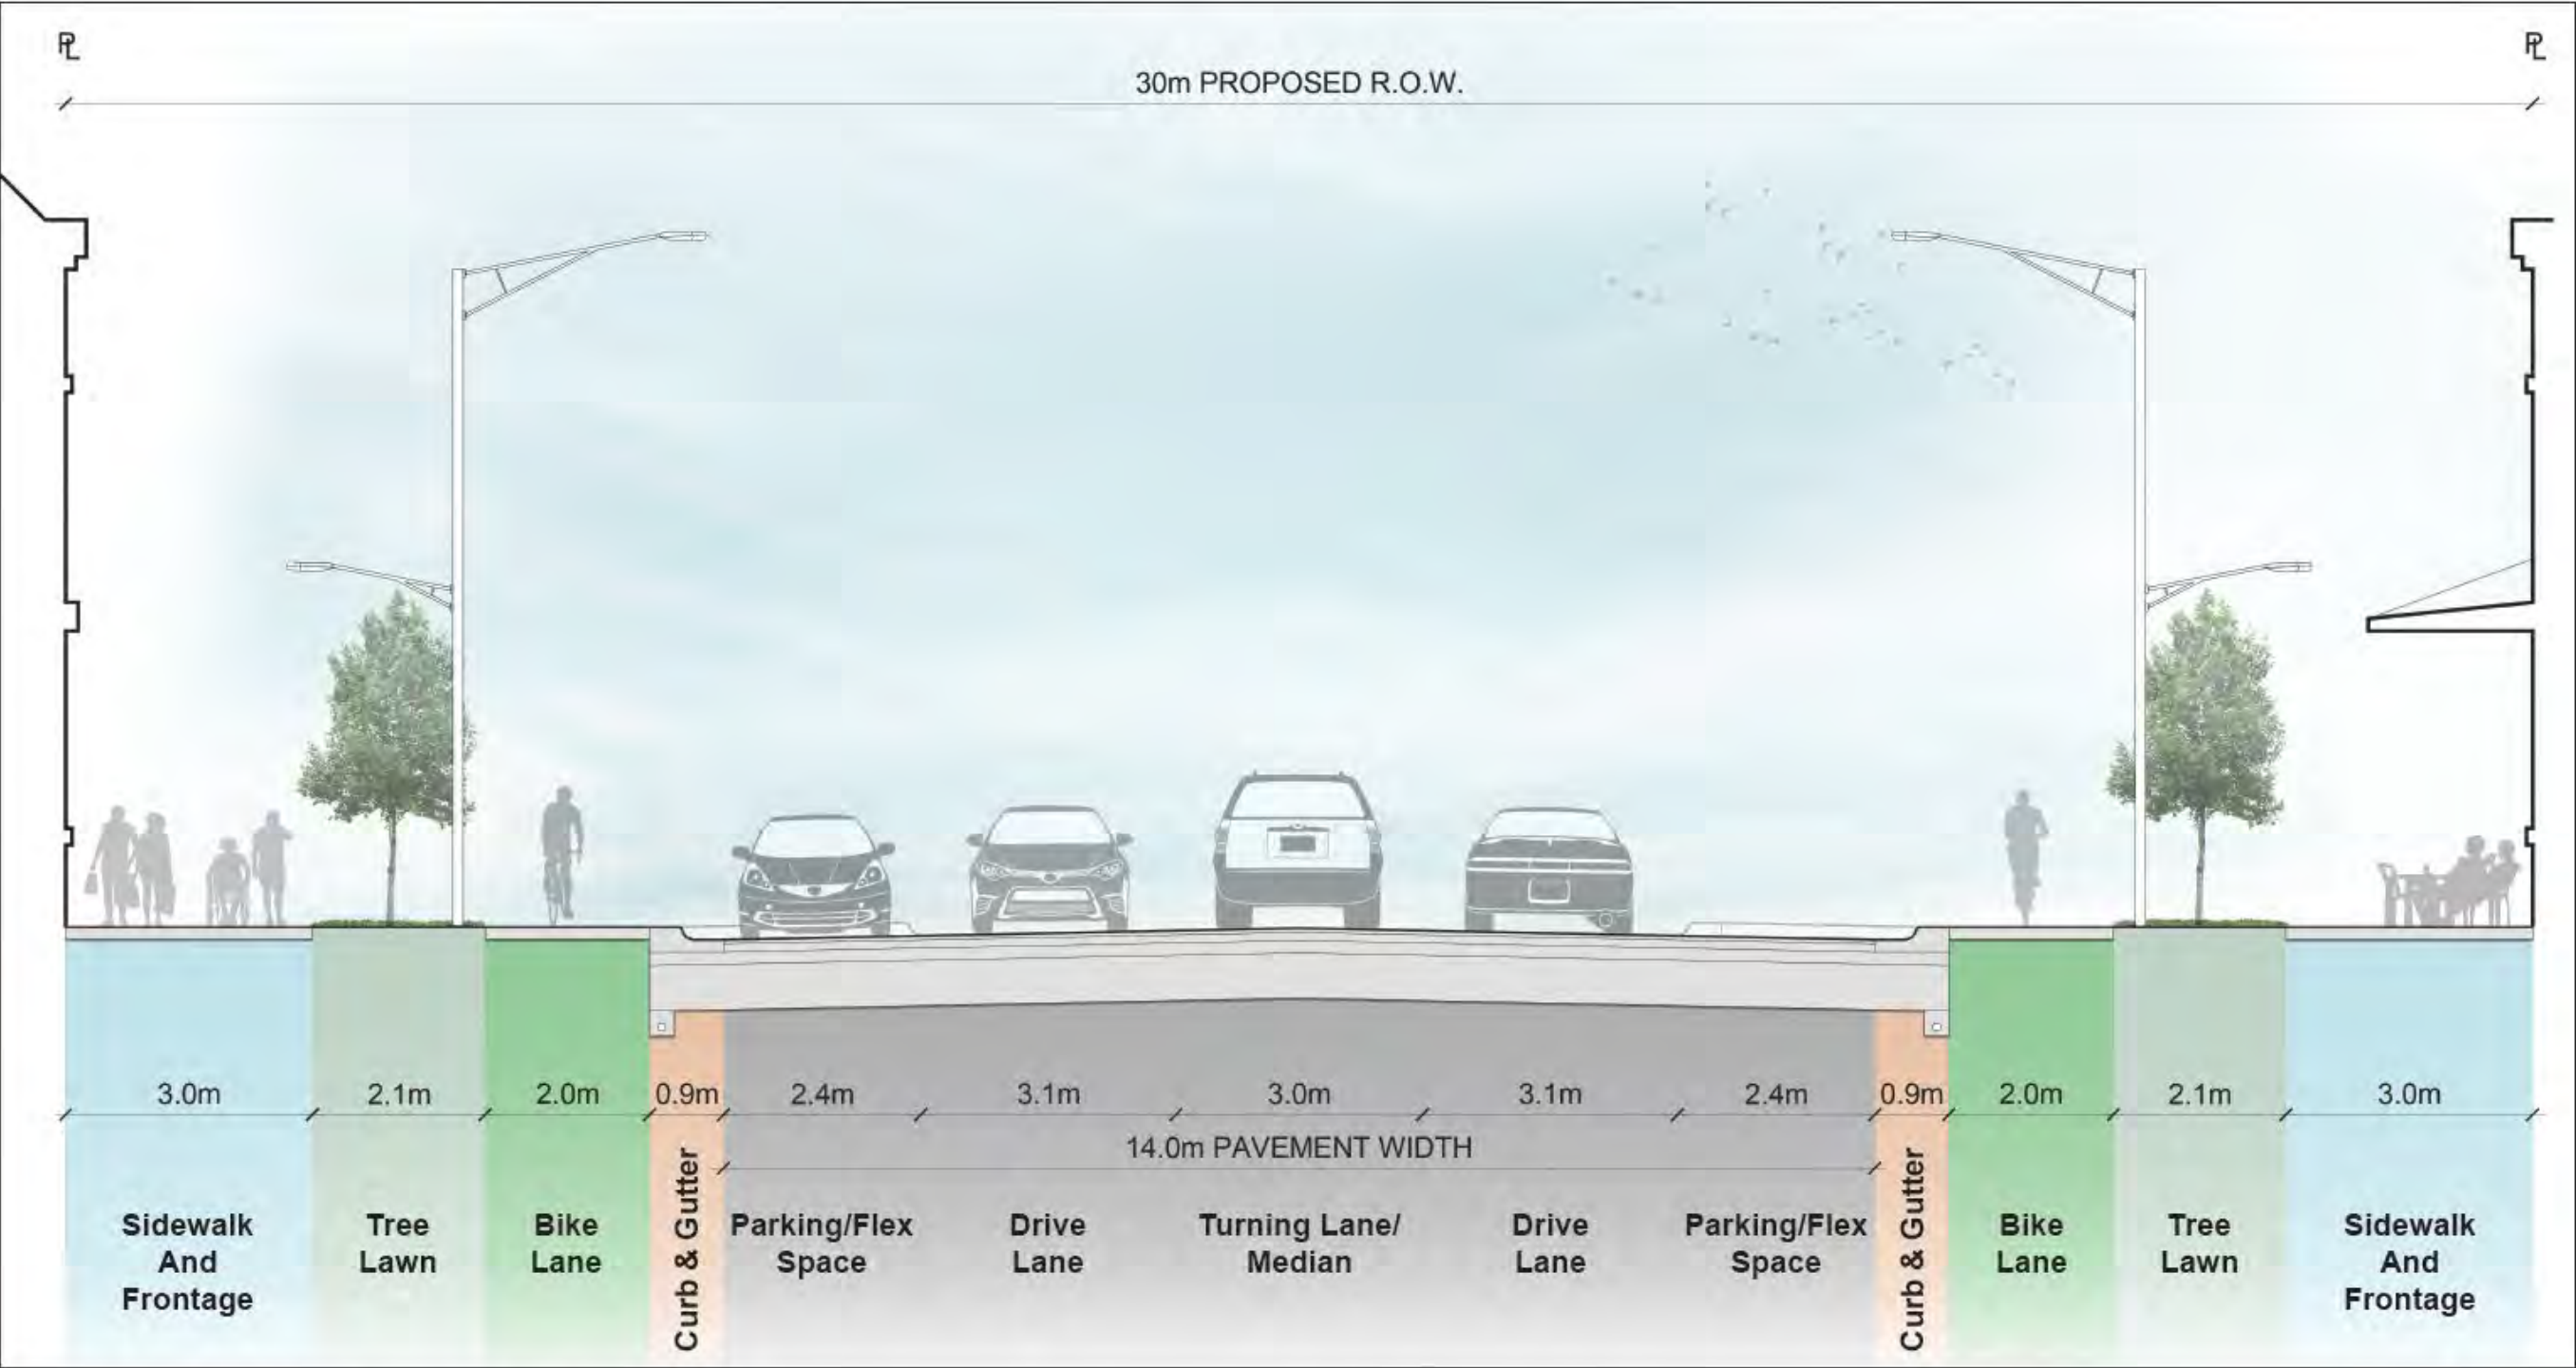 PL PL
30m PROPOSED R.O.W.
3.0m 2.1m 2.0m 0.9m 2.4m 3.1m 3.0m 3.1m 2.4m 0.9m 2.0m 2.1m 3.0m
14.0m PAVEMENT WIDTH
Sidewalk
And
Frontage
Tree
Lawn
Bike
Lane
Curb & Gutter
Parking/Flex
Space
Drive
Lane
Turning Lane/
Median
Drive
Lane
Parking/Flex
Space
Curb & Gutter
Bike
Lane
Tree
Lawn
Sidewalk
And
Frontage